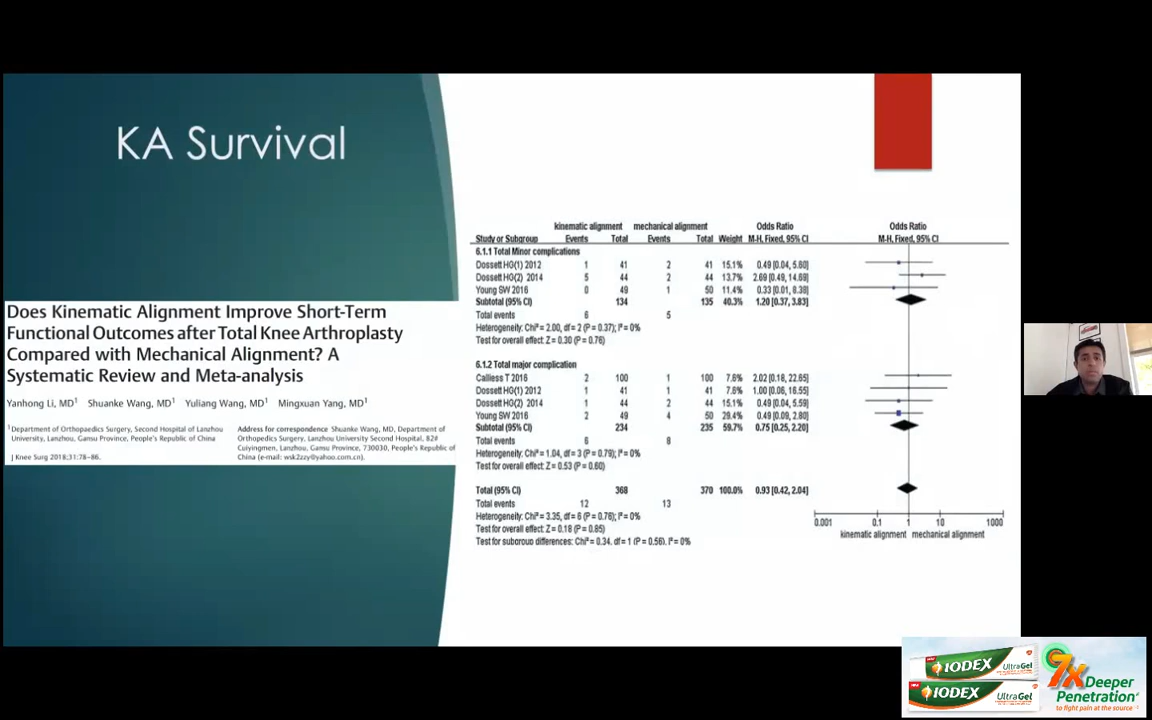 KA Survival
Does Kinematic Alignment Improve Short-Term
Functional Outcomes after Total Knee Arthroplasty
Compared with Mechanical Alignment? A
Systematic Review and Meta-analysis
Yanhong Li, MD¹ Shuanke Wang, MD¹ Yuliang Wang, MD¹ Mingxuan Yang, MD¹
¹Department of Orthopaedics Surgery, Second Hospital of Lanzhou
University, Lanzhou, Gansu Province, People's Republic of China
J Knee Surg 2018;31:78–86.
Address for correspondence Shuanke Wang, MD, Department of
Orthopedics Surgery, Lanzhou University Second Hospital, 82#
Cuiyingmen, Lanzhou, Gansu Province, 730030, People's Republic of
China (e-mail: wsk2zzy@yahoo.com.cn).
kinematic alignment mechanical alignment Odds Ratio Odds Ratio
Study or Subgroup Events Total Events Total Weight M-H, Fixed, 95% CI M-H, Fixed, 95% CI
6.1.1 Total Minor complications
Dossett HG(1) 2012 1 41 2 41 15.1% 0.49 [0.04, 5.60]
Dossett HG(2) 2014 5 44 2 44 13.7% 2.69 [0.49, 14.69]
Young SW 2016 0 49 1 50 11.5% 0.33 [0.01, 8.38]
Subtotal (95% CI) 134 135 40.3% 1.20 [0.37, 3.83]
Total events 6 5
Heterogeneity: Chi² = 2.00, df = 2 (P = 0.37); I² = 0%
Test for overall effect: Z = 0.30 (P = 0.76)
6.1.2 Total major complication
Calliess T 2016 2 100 1 100 7.6% 2.02 [0.18, 22.65]
Dossett HG(1) 2012 1 41 1 41 7.6% 1.00 [0.06, 16.55]
Dossett HG(2) 2014 1 44 2 44 15.1% 0.49 [0.04, 5.59]
Young SW 2016 2 49 4 50 29.4% 0.49 [0.09, 2.80]
Subtotal (95% CI) 234 235 59.7% 0.75 [0.25, 2.20]
Total events 6 8
Heterogeneity: Chi² = 1.04, df = 3 (P = 0.79); I² = 0%
Test for overall effect: Z = 0.53 (P = 0.60)
Total (95% CI) 368 370 100.0% 0.93 [0.42, 2.04]
Total events 12 13
Heterogeneity: Chi² = 3.35, df = 6 (P = 0.76); I² = 0%
Test for overall effect: Z = 0.18 (P = 0.85)
Test for subgroup differences: Chi² = 0.34, df = 1 (P = 0.56), I² = 0%
0.001 0.1 1 10 1000
kinematic alignment mechanical alignment
IODEX UltraGel
IODEX UltraGel
7X Deeper
Penetration
to fight pain at the source